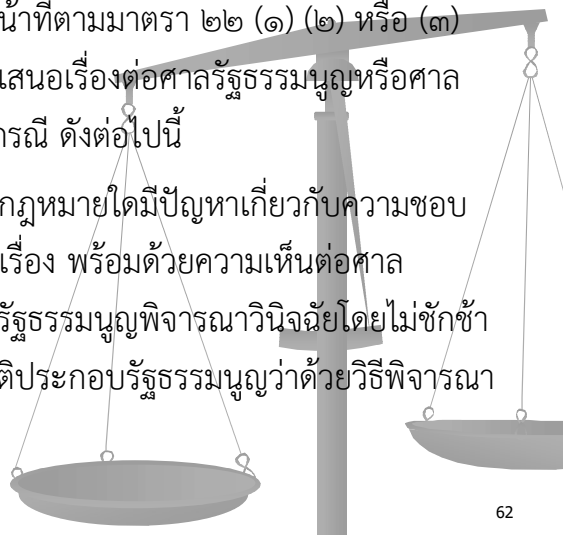 น้าที่ตามมาตรา ๒๒ (๑) (๒) หรือ (๓)
เสนอเรื่องต่อศาลรัฐธรรมนูญหรือศาล
กรณี ดังต่อไปนี้
กฎหมายใดมีปัญหาเกี่ยวกับความชอบ
เรื่อง พร้อมด้วยความเห็นต่อศาล
รัฐธรรมนูญพิจารณาวินิจฉัยโดยไม่ชักช้า
ติประกอบรัฐธรรมนูญว่าด้วยวิธีพิจารณา
62